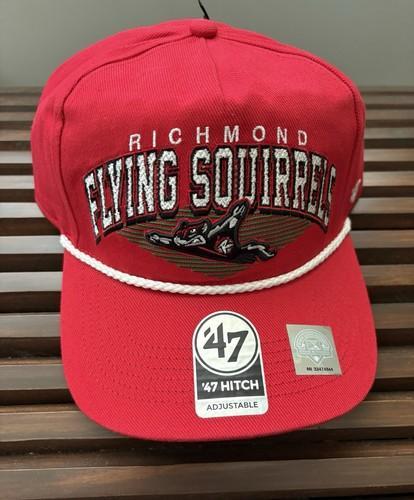 RICHMOND
FLYING SQUIRRELS
'47
'47 HITCH
ADJUSTABLE